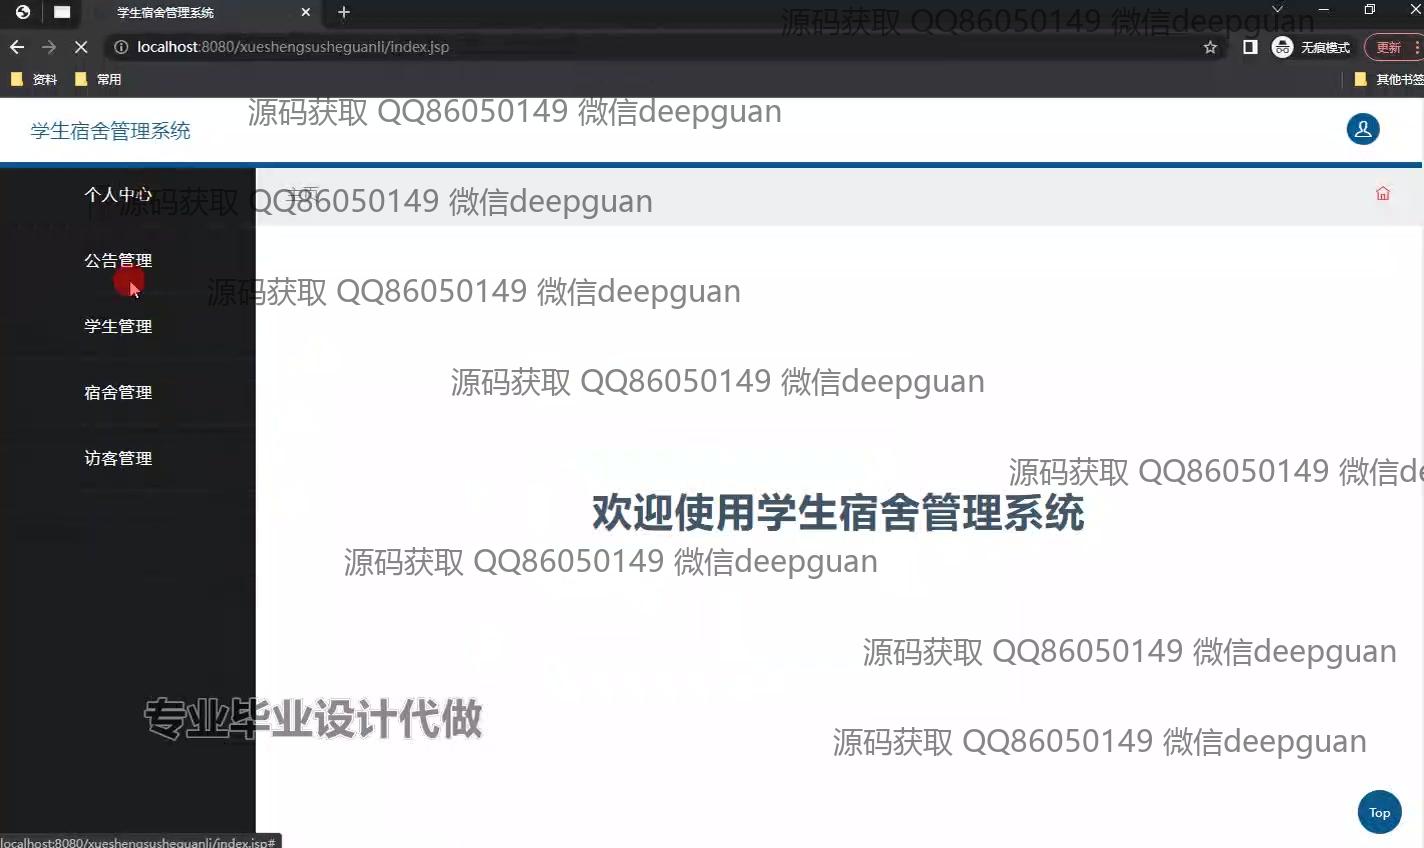 学生宿舍管理系统
源码获取 QQ86050149 微信deepguan
localhost:8080/xueshengsusheguanli/index.jsp
无痕模式
更新
资料
常用
其他书签
源码获取 QQ86050149 微信deepguan
学生宿舍管理系统
个人中心
主页
源码获取 QQ86050149 微信deepguan
公告管理
源码获取 QQ86050149 微信deepguan
学生管理
源码获取 QQ86050149 微信deepguan
宿舍管理
访客管理
源码获取 QQ86050149 微信de
欢迎使用学生宿舍管理系统
源码获取 QQ86050149 微信deepguan
源码获取 QQ86050149 微信deepguan
专业毕业设计代做
源码获取 QQ86050149 微信deepguan
Top
localhost:8080/xueshengsusheguanli/index.jsp#